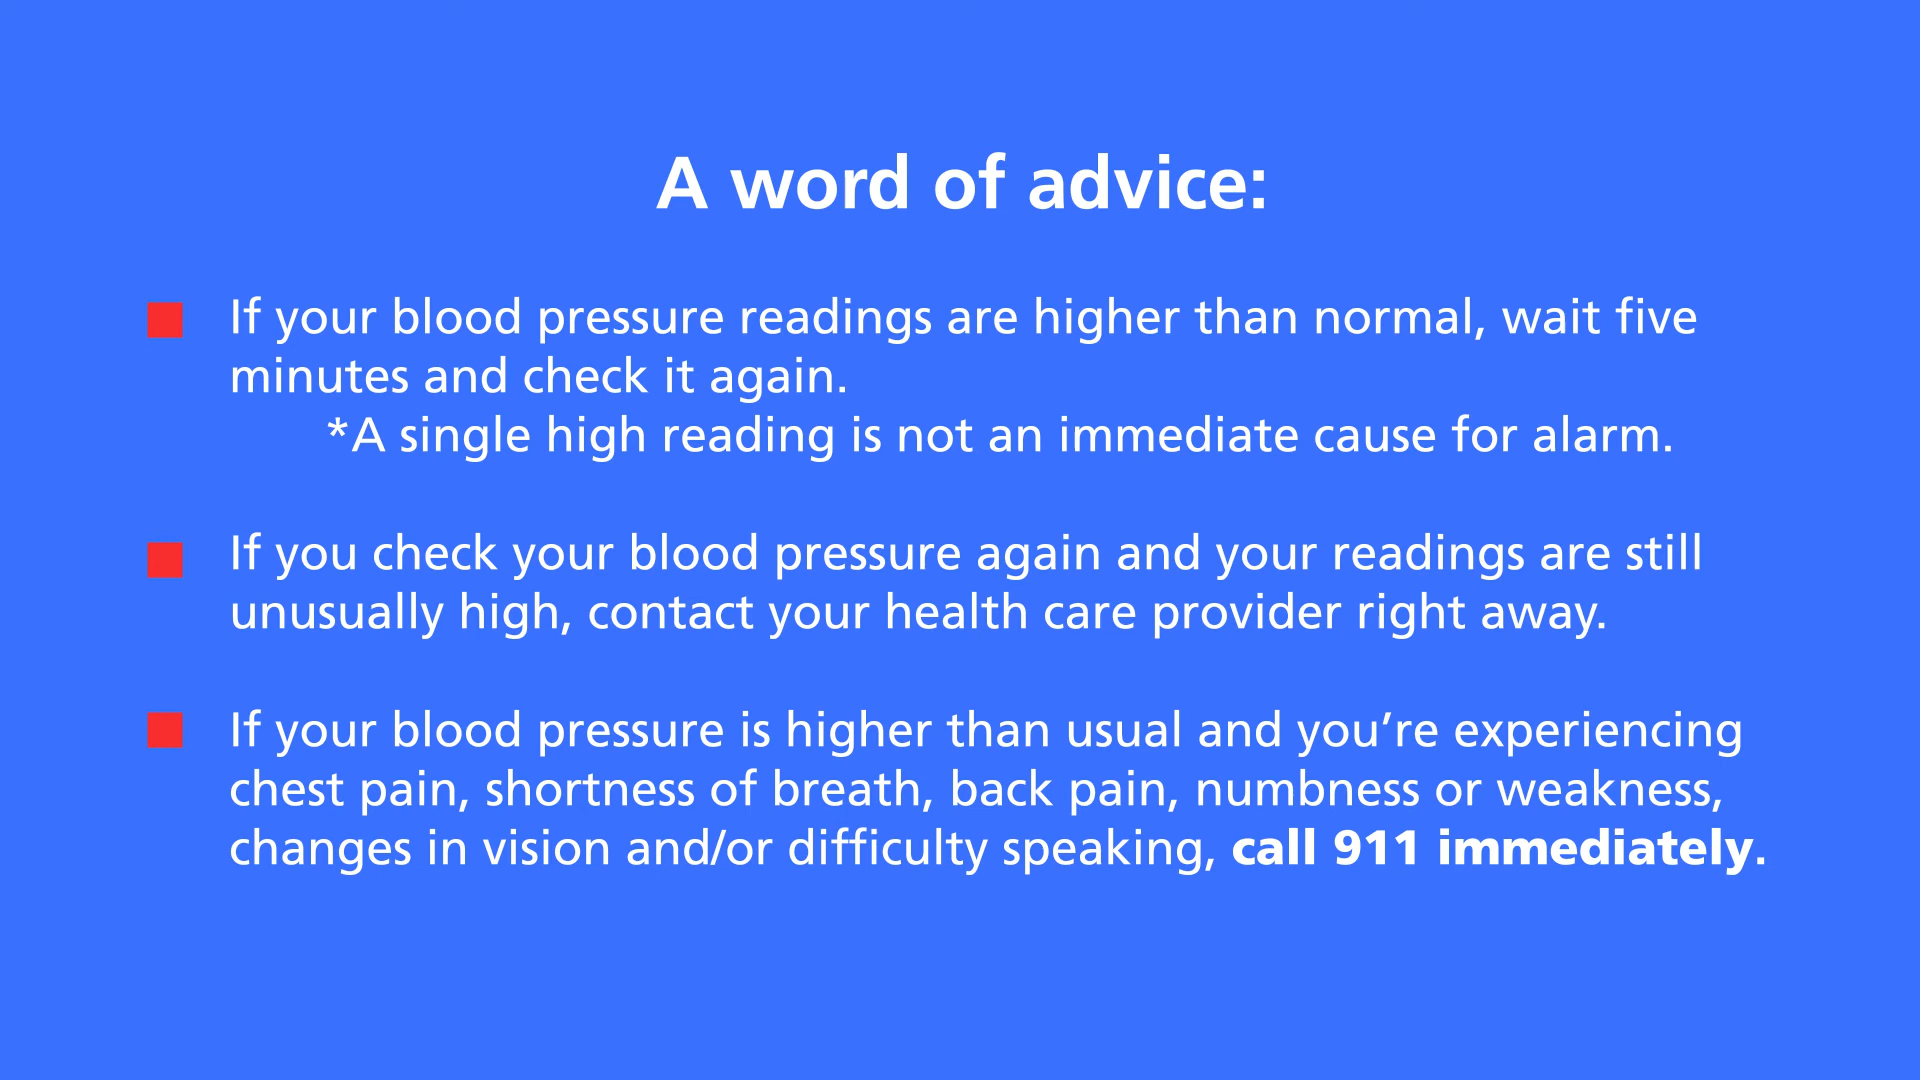 A word of advice:
If your blood pressure readings are higher than normal, wait five
minutes and check it again.
*A single high reading is not an immediate cause for alarm.
If you check your blood pressure again and your readings are still
unusually high, contact your health care provider right away.
If your blood pressure is higher than usual and you’re experiencing
chest pain, shortness of breath, back pain, numbness or weakness,
changes in vision and/or difficulty speaking, call 911 immediately.